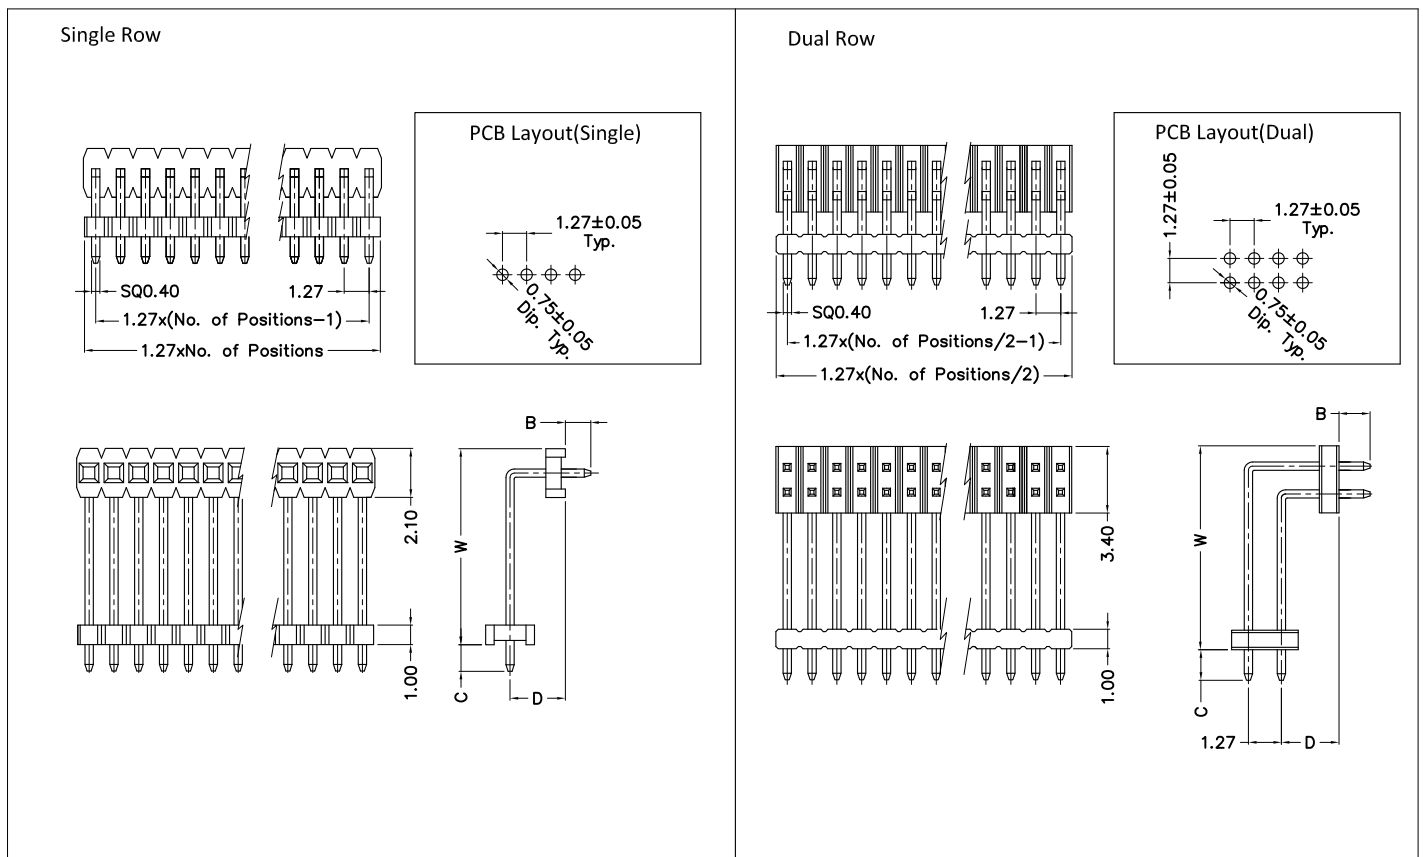 Single Row
PCB Layout(Single)
1.27±0.05
Typ.
0.75±0.05
Dip. Typ.
SQ0.40
1.27
1.27x(No. of Positions-1)
1.27xNo. of Positions
2.10
1.00
B
W
C
D
Dual Row
PCB Layout(Dual)
1.27±0.05
1.27±0.05
Typ.
0.75±0.05
Dip. Typ.
SQ0.40
1.27
1.27x(No. of Positions/2-1)
1.27x(No. of Positions/2)
3.40
1.00
B
W
C
1.27
D